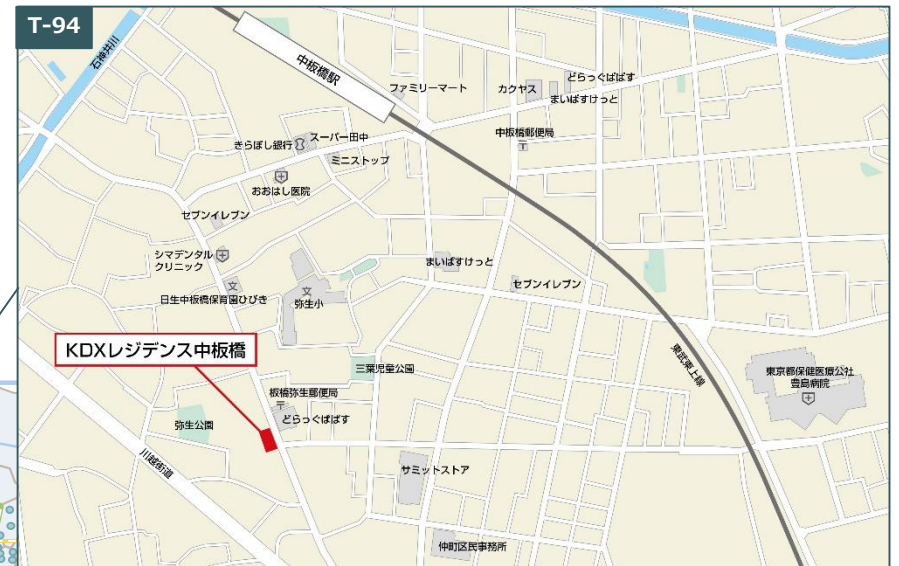 T-94
石神井川
中板橋駅
ファミリーマート
カクヤス
どらっぐぱぱす
まいばすけっと
中板橋郵便局
スーパー田中
きらぼし銀行
ミニストップ
おおはし医院
セブンイレブン
シマデンタル
クリニック
まいばすけっと
セブンイレブン
日生中板橋保育園ひびき
弥生小
KDXレジデンス中板橋
三葉児童公園
東武東上線
東京都保健医療公社
豊島病院
板橋弥生郵便局
どらっぐぱぱす
弥生公園
川越街道
サミットストア
仲町区民事務所